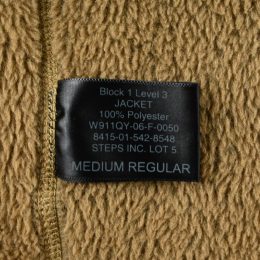 Block 1 Level 3
JACKET
100% Polyester
W911QY-06-F-0050
8415-01-542-8548
STEPS INC. LOT 5
MEDIUM REGULAR